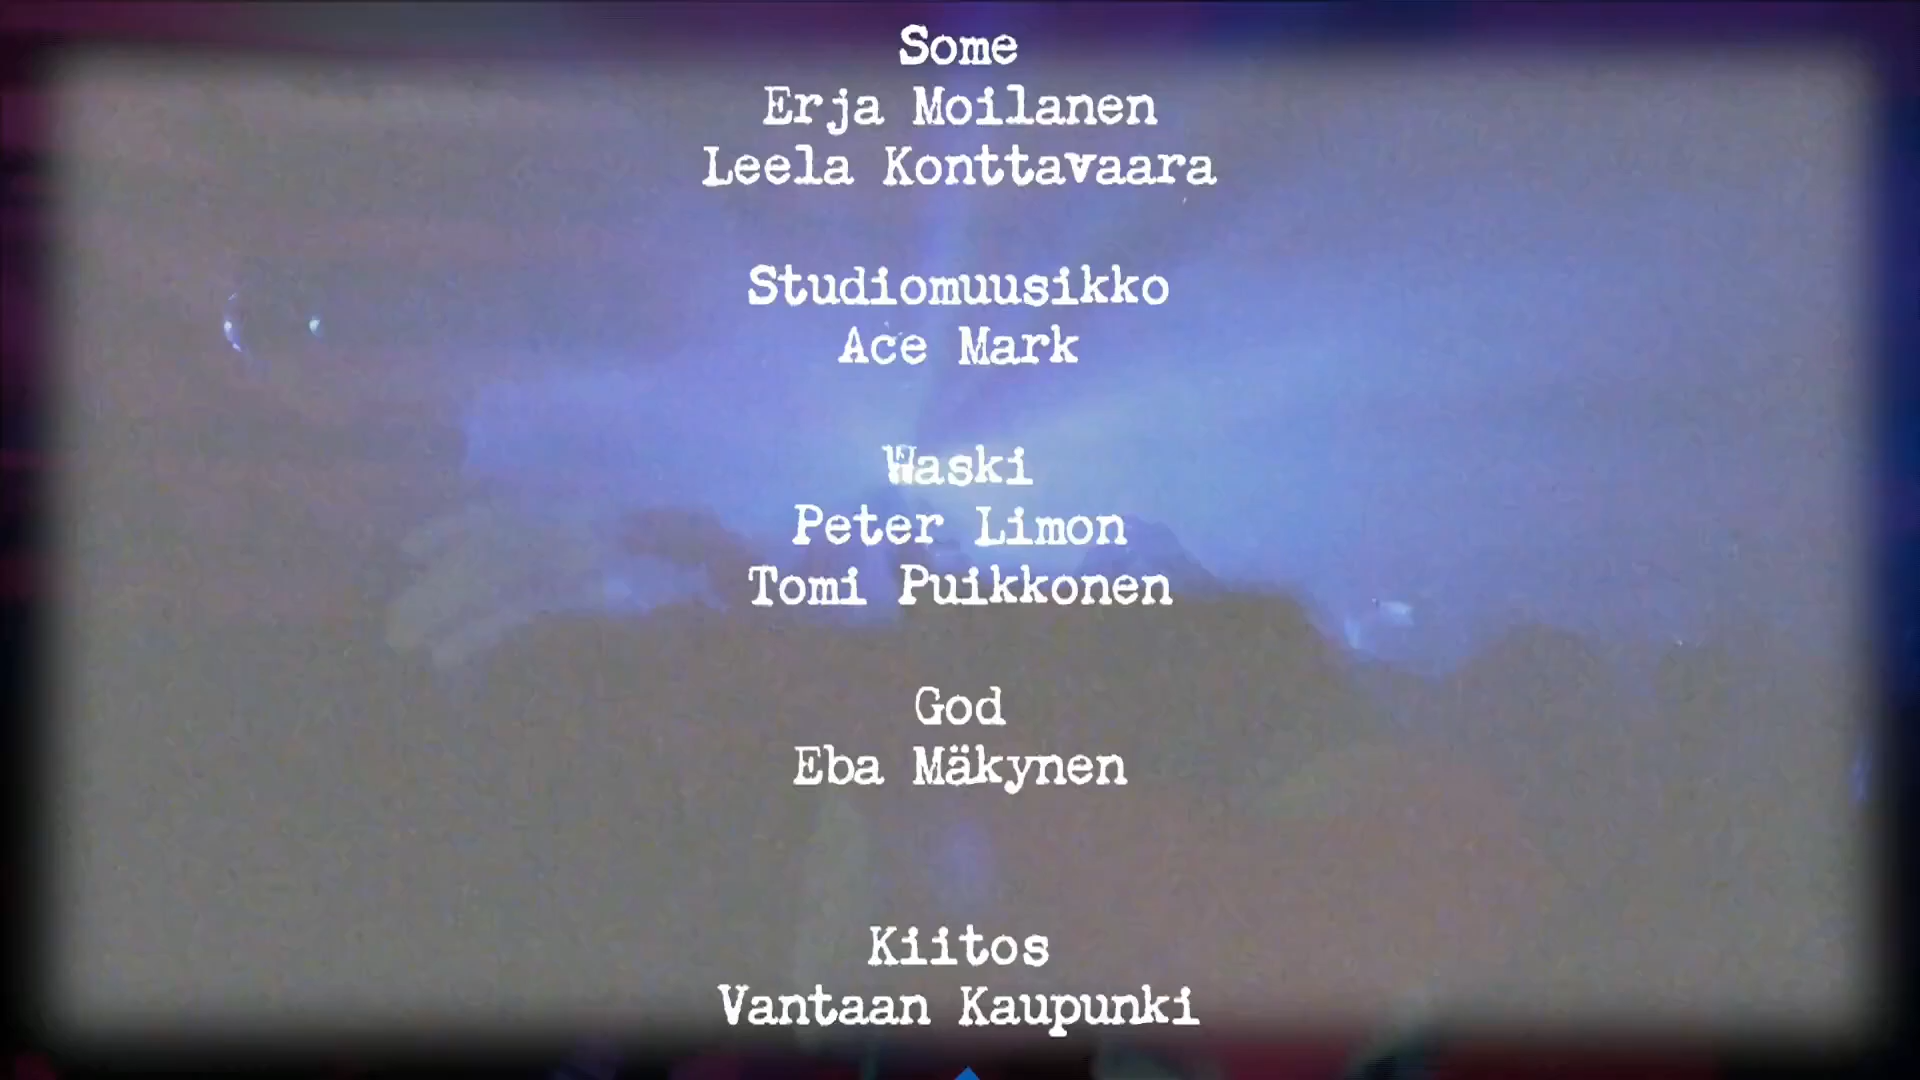 Some
Erja Moilanen
Leela Konttavaara
Studiomuusikko
Ace Mark
Waski
Peter Limon
Tomi Puikkonen
God
Eba Mäkynen
Kiitos
Vantaan Kaupunki